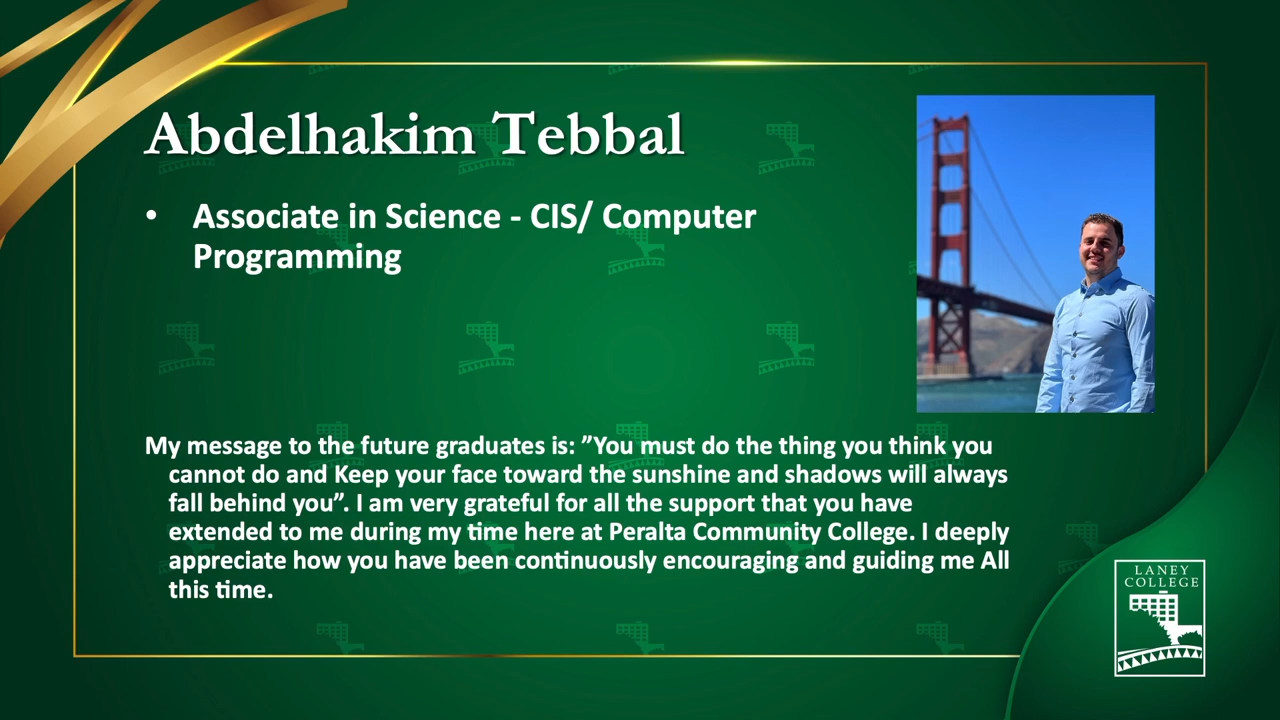 Abdelhakim Tebbal
• Associate in Science - CIS/ Computer
Programming
My message to the future graduates is: ”You must do the thing you think you
cannot do and Keep your face toward the sunshine and shadows will always
fall behind you”. I am very grateful for all the support that you have
extended to me during my time here at Peralta Community College. I deeply
appreciate how you have been continuously encouraging and guiding me All
this time.
LANEY
COLLEGE